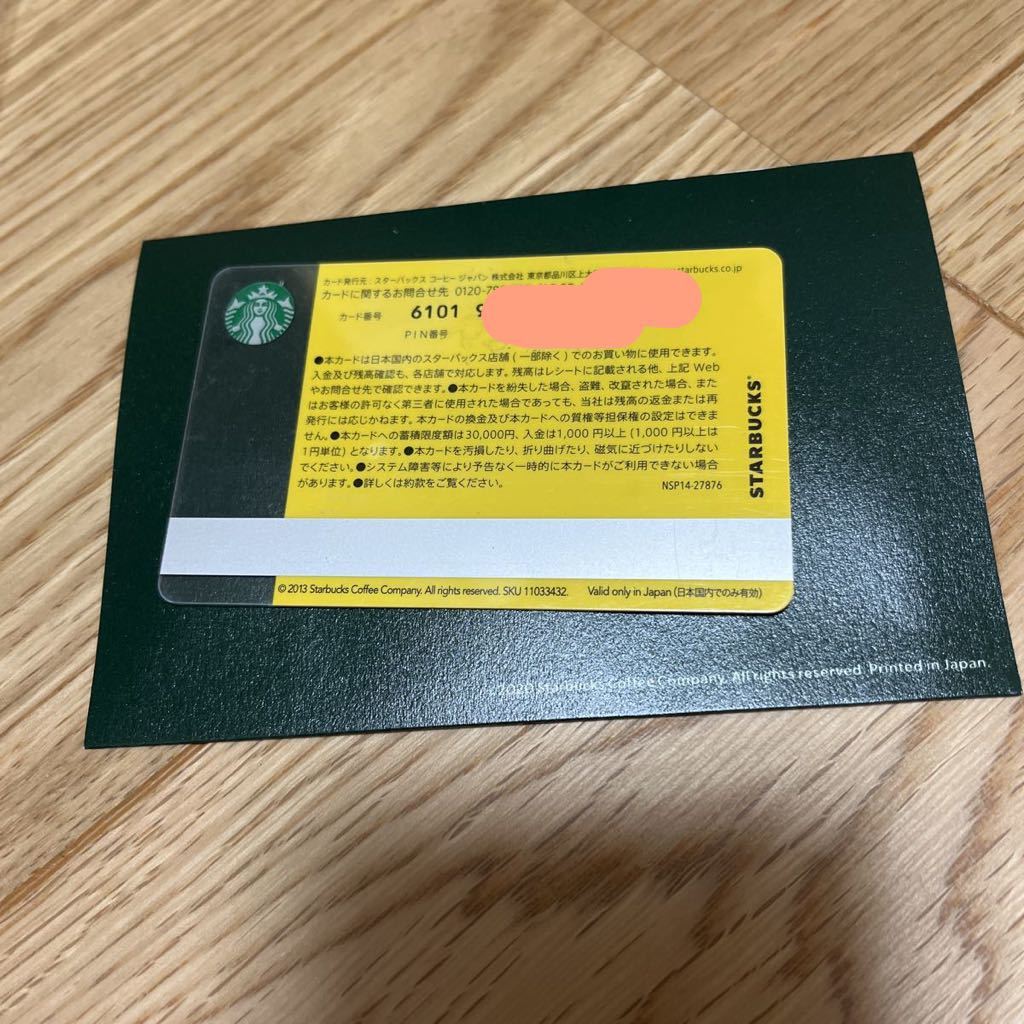 カード発行元：スターバックス コーヒー ジャパン 株式会社 東京都品川区上大 starbucks.co.jp
カードに関するお問合せ先 0120-79
カード番号 6101 9
PIN番号
●本カードは日本国内のスターバックス店舗（一部除く）でのお買い物に使用できます。
入金及び残高確認も、各店舗で対応します。残高はレシートに記載される他、上記 Web
やお問合せ先で確認できます。●本カードを紛失した場合、盗難、改竄された場合、また
はお客様の許可なく第三者に使用された場合であっても、当社は残高の返金または再
発行には応じかねます。本カードの換金及び本カードへの質権等担保権の設定はできま
せん。●本カードへの蓄積限度額は30,000円、入金は1,000 円以上 (1,000 円以上は
1円単位) となります。●本カードを汚損したり、折り曲げたり、磁気に近づけたりしない
でください。●システム障害等により予告なく一時的に本カードがご利用できない場合
があります。●詳しくは約款をご覧ください。
NSP14-27876
STARBUCKS®
© 2013 Starbucks Coffee Company. All rights reserved. SKU 11033432. Valid only in Japan (日本国内でのみ有効)
2020 Starbucks Coffee Company. All rights reserved. Printed in Japan.